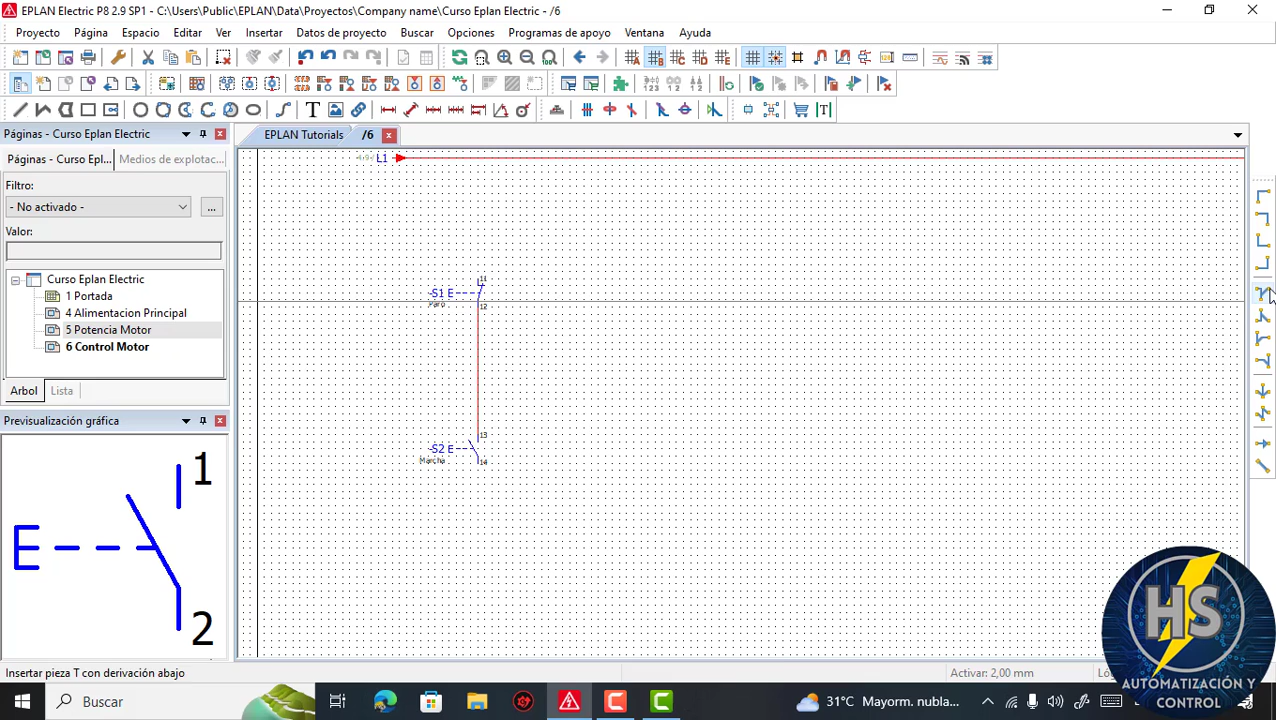 EPLAN Electric P8 2.9 SP1 - C:\Users\Public\EPLAN\Data\Proyectos\Company name\Curso Eplan Electric - /6
Proyecto Página Espacio Editar Ver Insertar Datos de proyecto Buscar Opciones Programas de apoyo Ventana Ayuda
Páginas - Curso Eplan Electric
EPLAN Tutorials /6
Páginas - Curso Epl... Medios de explotac...
Filtro:
- No activado - ...
Valor:
Curso Eplan Electric
1 Portada
4 Alimentacion Principal
5 Potencia Motor
6 Control Motor
Arbol Lista
Previsualización gráfica
1
E
2
L1
11
-S1 E
Paro
12
13
-S2 E
Marcha
14
Insertar pieza T con derivación abajo
Activar: 2,00 mm
HS
AUTOMATIZACIÓN Y
CONTROL
Buscar
31°C Mayorm. nubla...